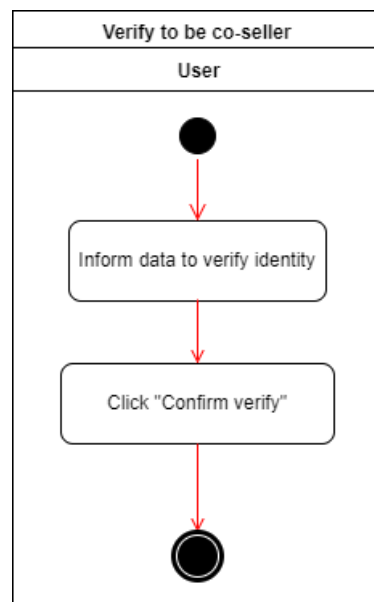 Verify to be co-seller
User
Inform data to verify identity
Click "Confirm verify"